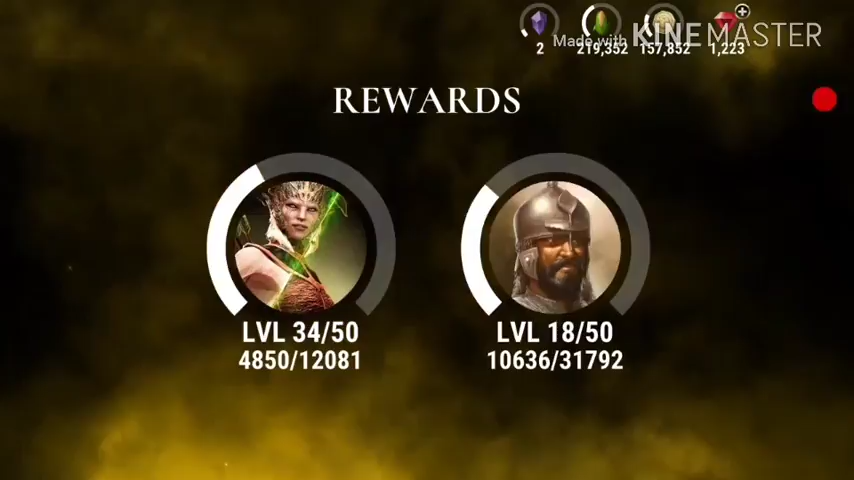 Made with KINEMASTER
2 219,352 157,852 1,223
REWARDS
LVL 34/50
4850/12081
LVL 18/50
10636/31792